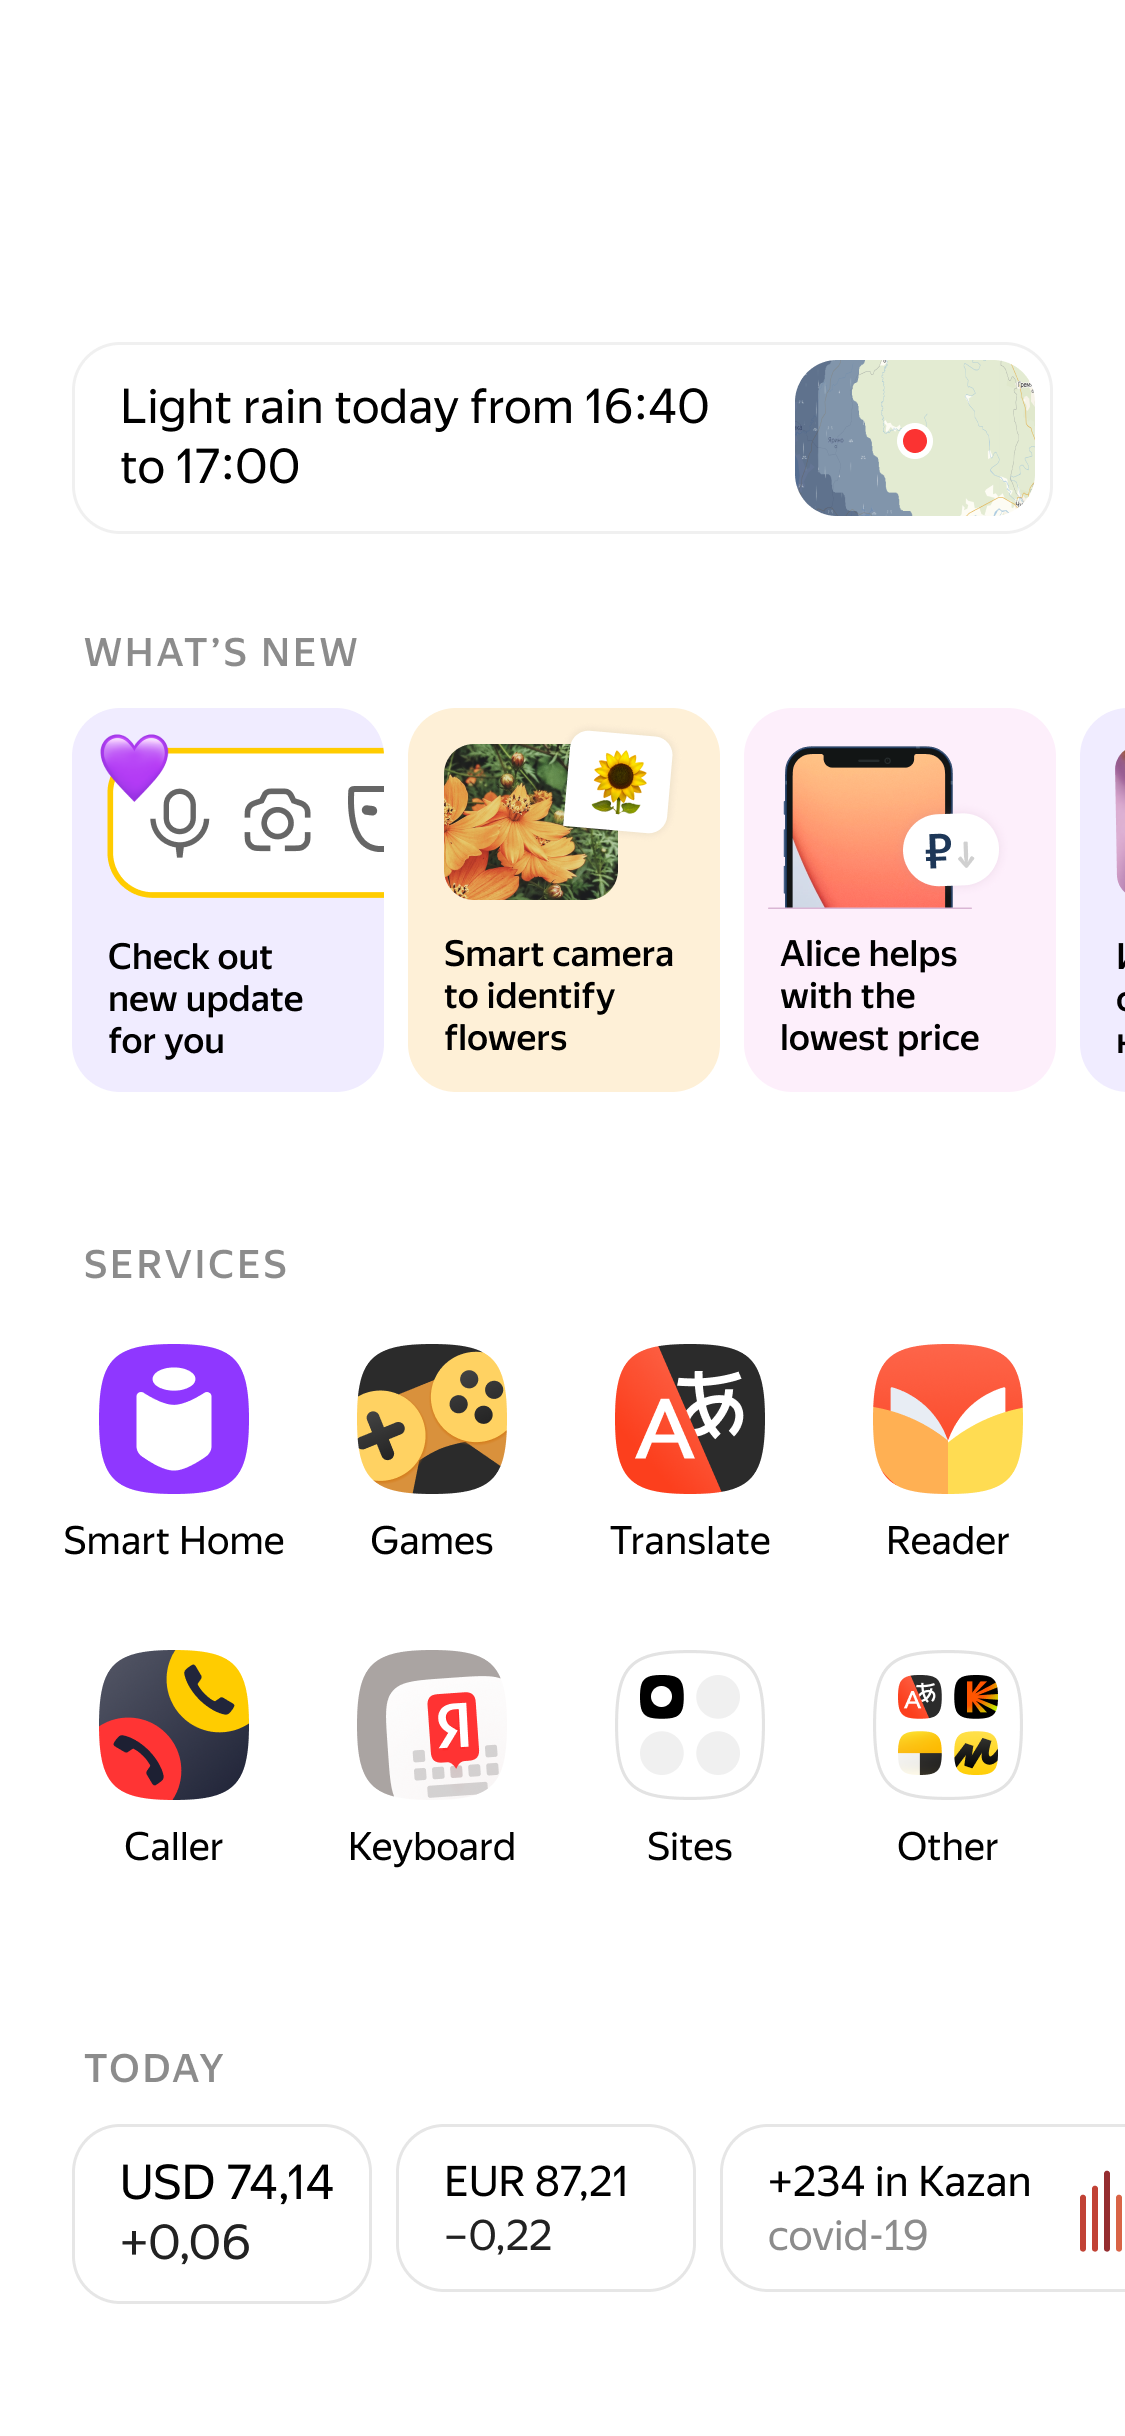 Light rain today from 16:40
to 17:00
WHAT’S NEW
Check out
new update
for you
Smart camera
to identify
flowers
Alice helps
with the
lowest price
₽↓
SERVICES
Smart Home
Games
Translate
Reader
Aあ
Caller
Keyboard
Sites
Other
Я
TODAY
USD 74,14
+0,06
EUR 87,21
−0,22
+234 in Kazan
covid-19